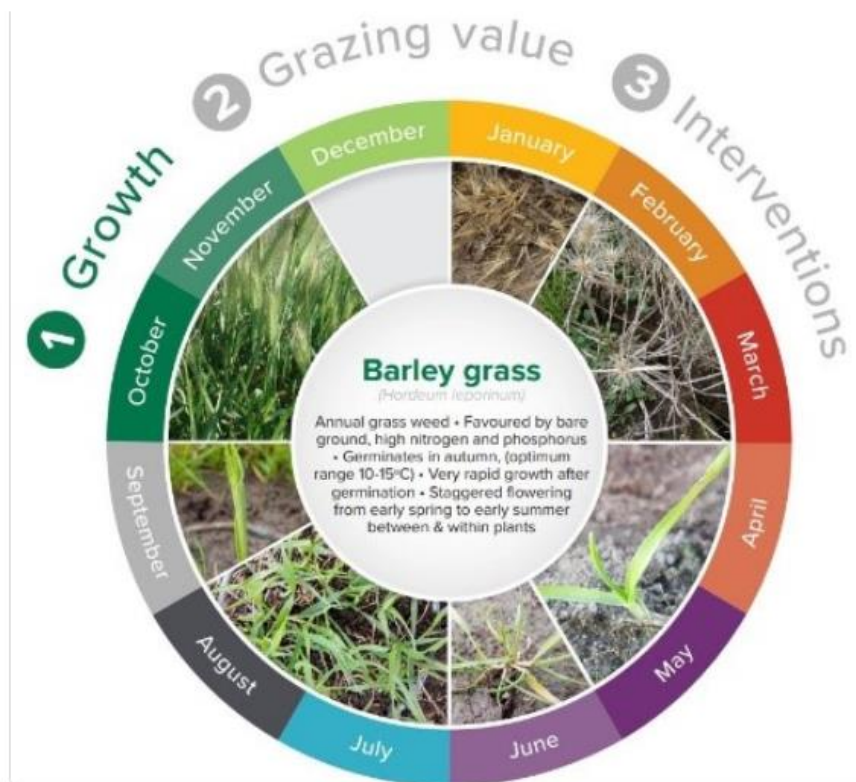 1 Growth
2 Grazing value
3 Interventions
January
February
March
April
May
June
July
August
September
October
November
December
Barley grass
(Hordeum leporinum)
Annual grass weed • Favoured by bare
ground, high nitrogen and phosphorus
• Germinates in autumn, (optimum
range 10-15°C) • Very rapid growth after
germination • Staggered flowering
from early spring to early summer
between & within plants